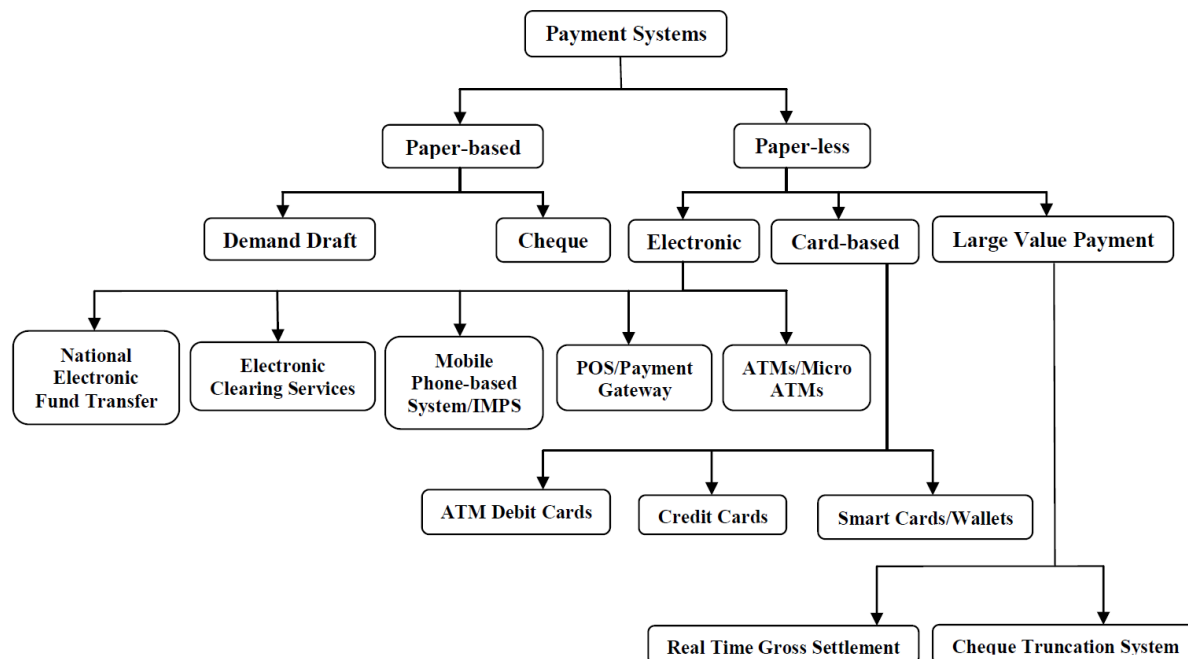 Payment Systems
Paper-based
Paper-less
Demand Draft
Cheque
Electronic
Card-based
Large Value Payment
National
Electronic
Fund Transfer
Electronic
Clearing Services
Mobile
Phone-based
System/IMPS
POS/Payment
Gateway
ATMs/Micro
ATMs
ATM Debit Cards
Credit Cards
Smart Cards/Wallets
Real Time Gross Settlement
Cheque Truncation System